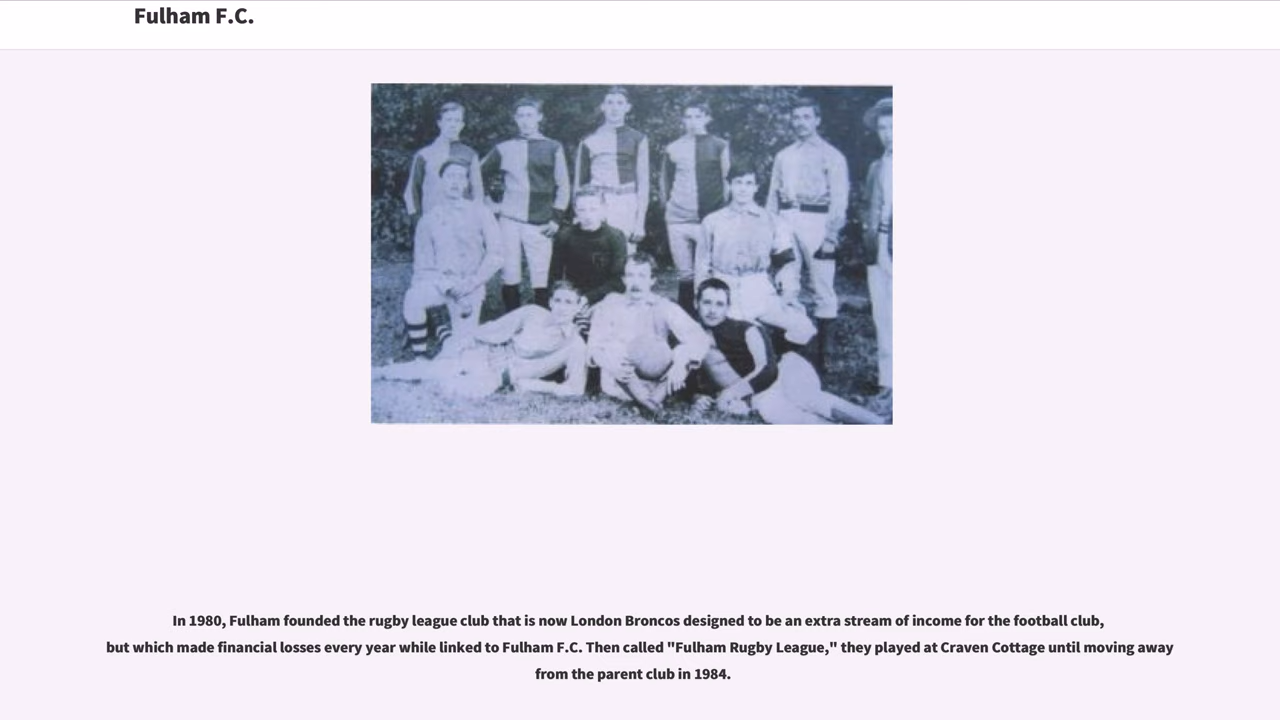 Fulham F.C.
In 1980, Fulham founded the rugby league club that is now London Broncos designed to be an extra stream of income for the football club,
but which made financial losses every year while linked to Fulham F.C. Then called "Fulham Rugby League," they played at Craven Cottage until moving away
from the parent club in 1984.